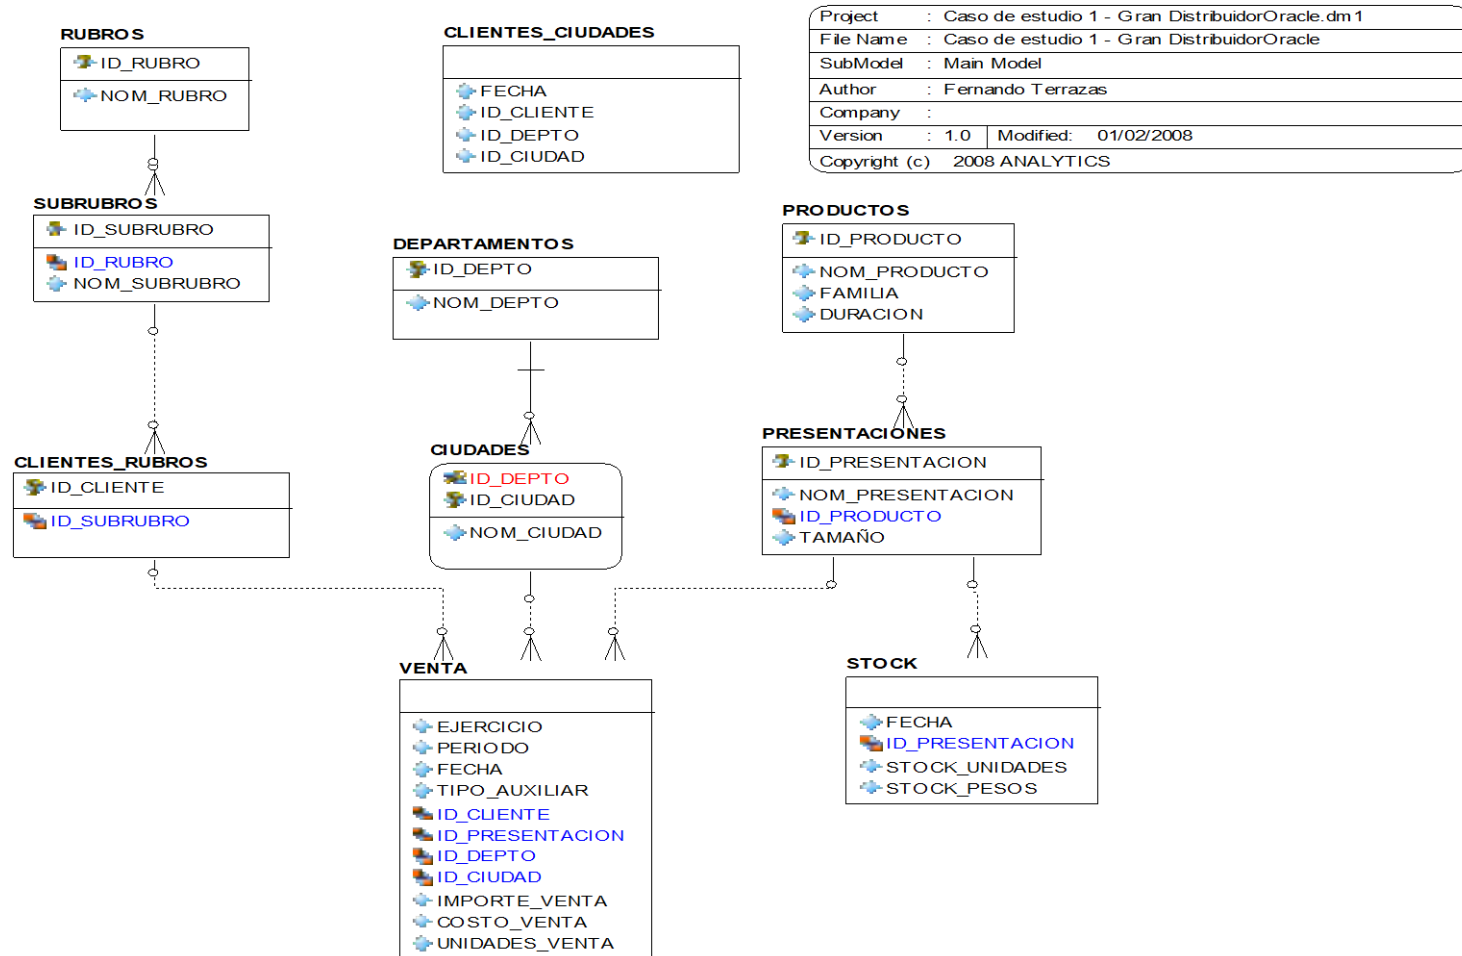 RUBROS
ID_RUBRO
NOM_RUBRO
CLIENTES_CIUDADES
FECHA
ID_CLIENTE
ID_DEPTO
ID_CIUDAD
Project : Caso de estudio 1 - Gran DistribuidorOracle.dm1
File Name : Caso de estudio 1 - Gran DistribuidorOracle
SubModel : Main Model
Author : Fernando Terrazas
Company :
Version : 1.0 Modified: 01/02/2008
Copyright (c) 2008 ANALYTICS
SUBRUBROS
ID_SUBRUBRO
ID_RUBRO
NOM_SUBRUBRO
DEPARTAMENTOS
ID_DEPTO
NOM_DEPTO
PRODUCTOS
ID_PRODUCTO
NOM_PRODUCTO
FAMILIA
DURACION
CLIENTES_RUBROS
ID_CLIENTE
ID_SUBRUBRO
CIUDADES
ID_DEPTO
ID_CIUDAD
NOM_CIUDAD
PRESENTACIONES
ID_PRESENTACION
NOM_PRESENTACION
ID_PRODUCTO
TAMAÑO
VENTA
EJERCICIO
PERIODO
FECHA
TIPO_AUXILIAR
ID_CLIENTE
ID_PRESENTACION
ID_DEPTO
ID_CIUDAD
IMPORTE_VENTA
COSTO_VENTA
UNIDADES_VENTA
STOCK
FECHA
ID_PRESENTACION
STOCK_UNIDADES
STOCK_PESOS